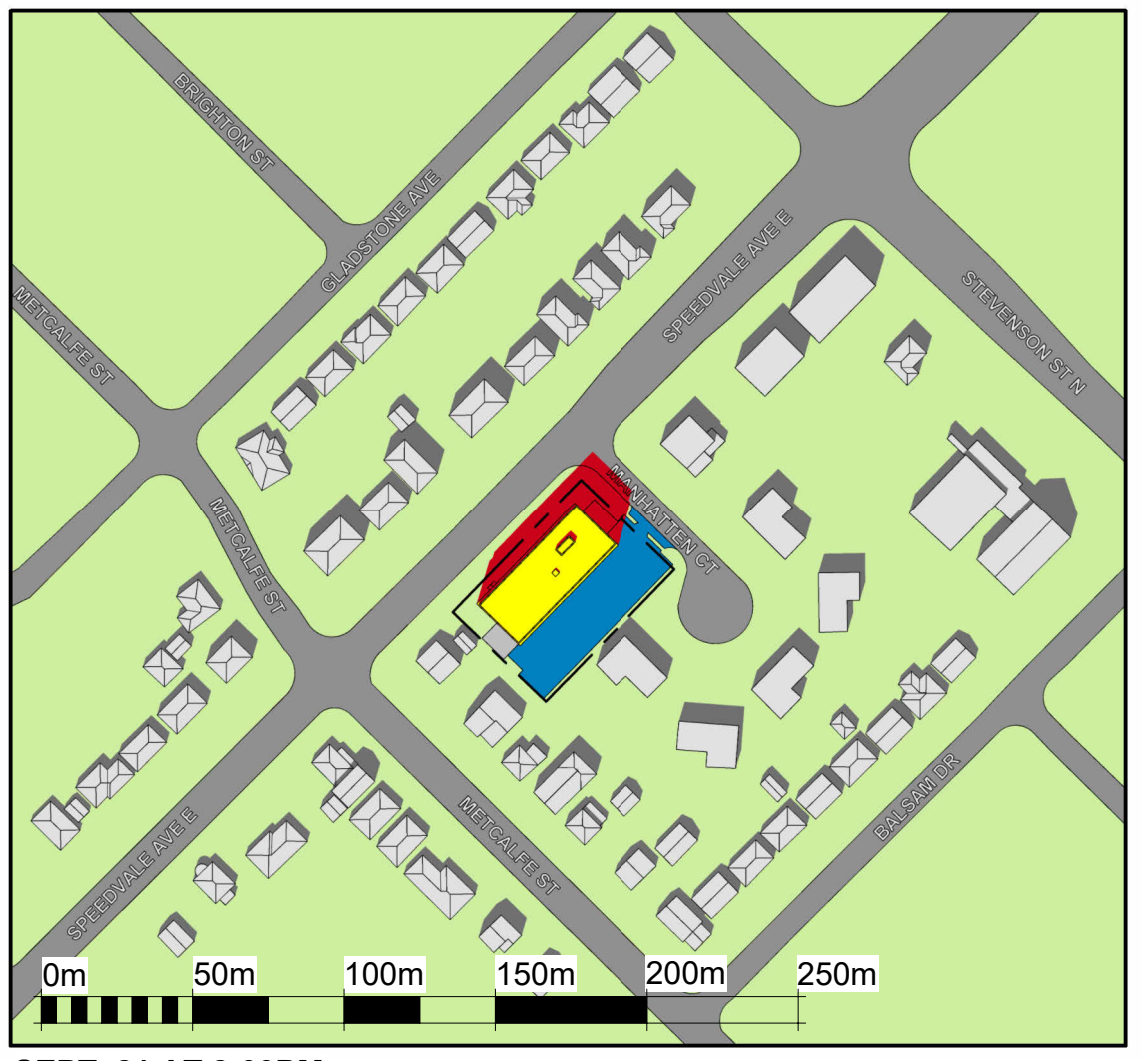 BRIGHTON ST
GLADSTONE AVE
METCALFE ST
SPEEDVALE AVE E
STEVENSON ST N
METCALFE ST
MANHATTEN CT
SPEEDVALE AVE E
METCALFE ST
BALSAM DR
0m 50m 100m 150m 200m 250m